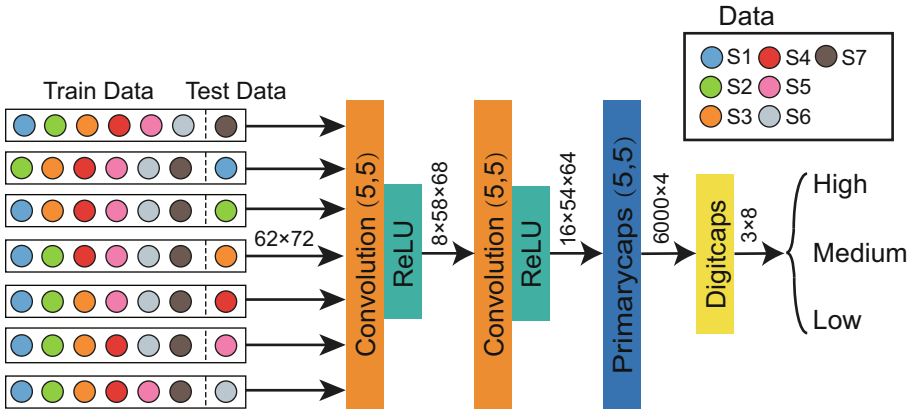 Data
S1 S4 S7
S2 S5
S3 S6
Train Data Test Data
62×72
Convolution (5,5)
ReLU
8×58×68
Convolution (5,5)
ReLU
16×54×64
Primarycaps (5,5)
6000×4
Digitcaps
3×8
High
Medium
Low